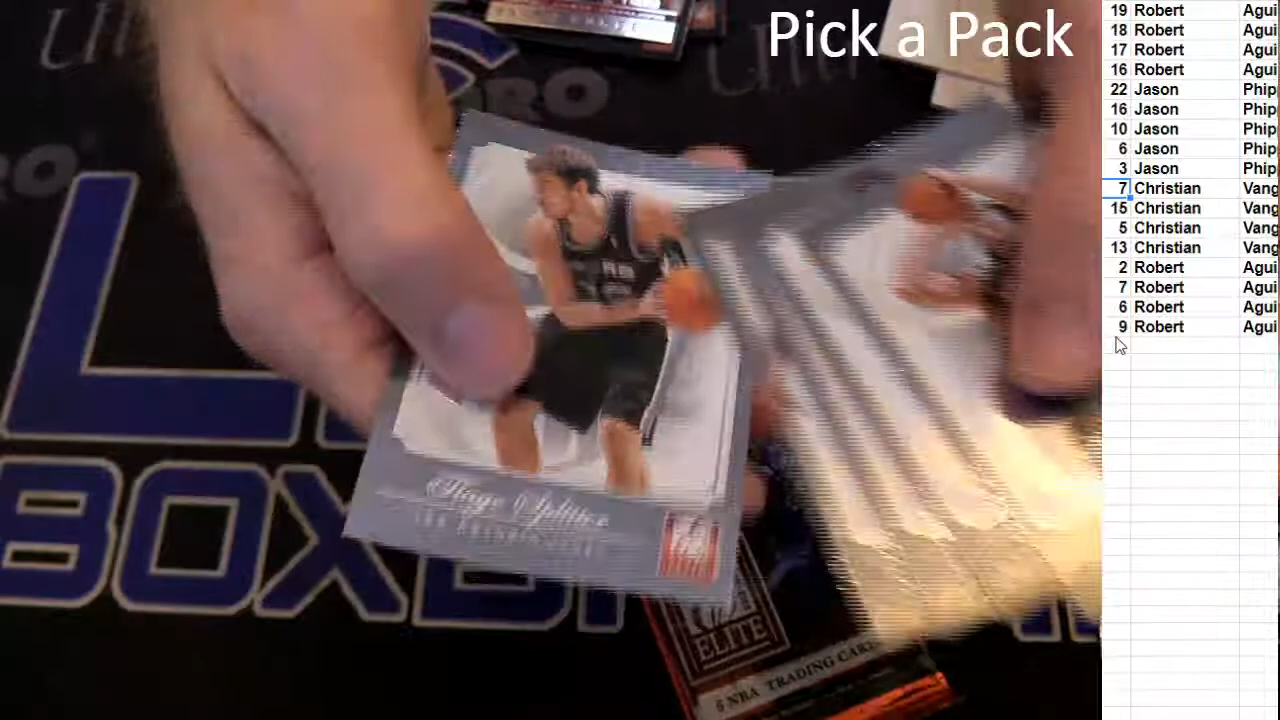 Pick a Pack
19 Robert Agui
18 Robert Agui
17 Robert Agui
16 Robert Agui
22 Jason Phip
16 Jason Phip
10 Jason Phip
6 Jason Phip
3 Jason Phip
7 Christian Vang
15 Christian Vang
5 Christian Vang
13 Christian Vang
2 Robert Agui
7 Robert Agui
6 Robert Agui
9 Robert Agui
Tiago Splitter
ELITE
NBA TRADING CARDS
BOX